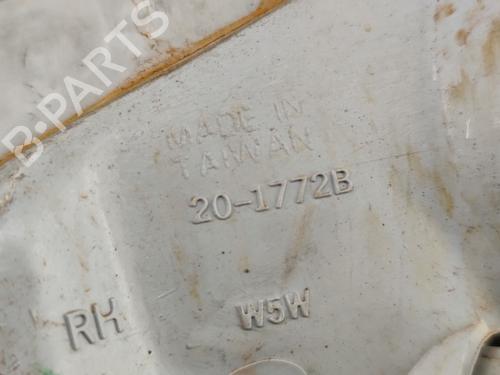 B-PARTS
MADE IN
TAIWAN
20-1772B
RH
W5W